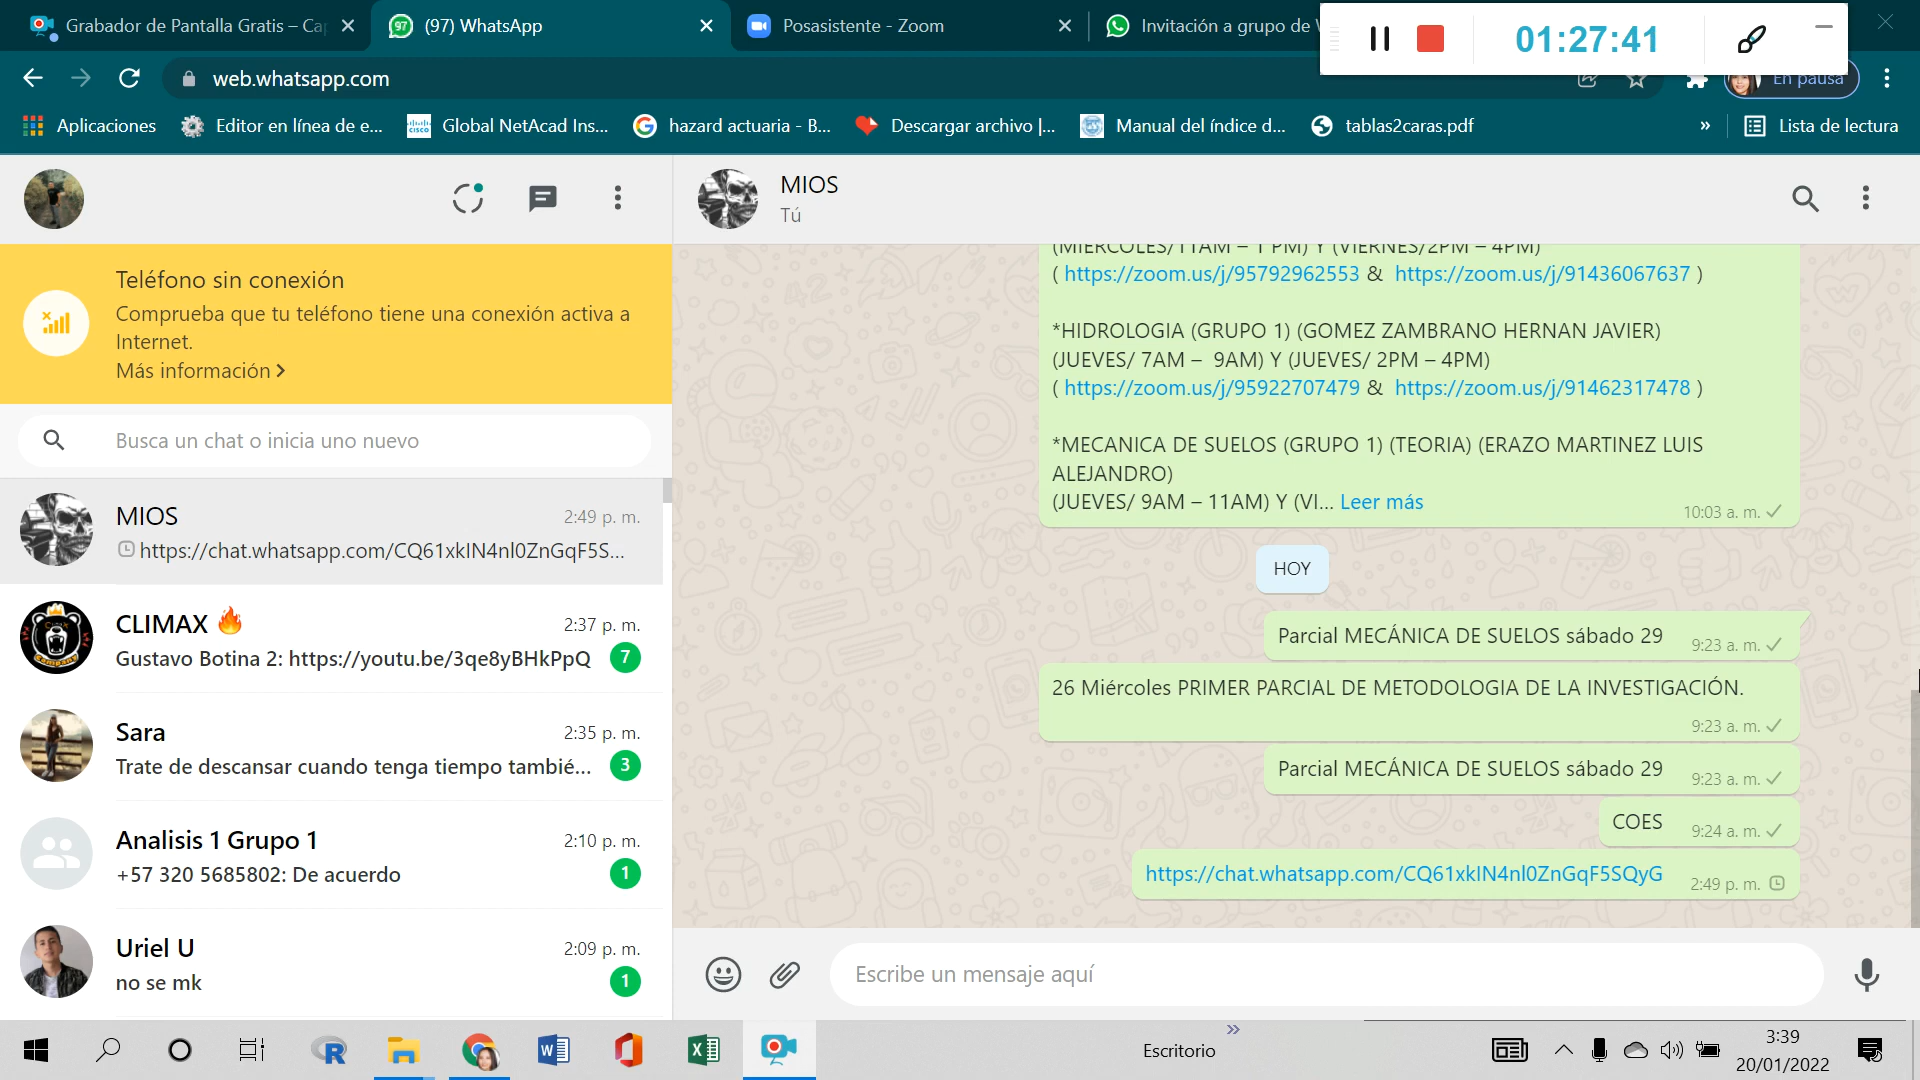 Grabador de Pantalla Gratis – Ca
(97) WhatsApp
Posasistente - Zoom
Invitación a grupo de
01:27:41
web.whatsapp.com
En pausa
Aplicaciones
Editor en línea de e...
Global NetAcad Ins...
hazard actuaria - B...
Descargar archivo |...
Manual del índice d...
tablas2caras.pdf
»
Lista de lectura
MIOS
Tú
Teléfono sin conexión
Comprueba que tu teléfono tiene una conexión activa a
Internet.
Más información >
Busca un chat o inicia uno nuevo
MIOS
2:49 p. m.
https://chat.whatsapp.com/CQ61xkIN4nl0ZnGqF5S...
CLIMAX 🔥
2:37 p. m.
Gustavo Botina 2: https://youtu.be/3qe8yBHkPpQ
7
Sara
2:35 p. m.
Trate de descansar cuando tenga tiempo tambié...
3
Analisis 1 Grupo 1
2:10 p. m.
+57 320 5685802: De acuerdo
1
Uriel U
2:09 p. m.
no se mk
1
(MIERCOLES/11AM – 1 PM) Y (VIERNES/2PM – 4PM)
( https://zoom.us/j/95792962553 & https://zoom.us/j/91436067637 )
*HIDROLOGIA (GRUPO 1) (GOMEZ ZAMBRANO HERNAN JAVIER)
(JUEVES/ 7AM – 9AM) Y (JUEVES/ 2PM – 4PM)
( https://zoom.us/j/95922707479 & https://zoom.us/j/91462317478 )
*MECANICA DE SUELOS (GRUPO 1) (TEORIA) (ERAZO MARTINEZ LUIS
ALEJANDRO)
(JUEVES/ 9AM – 11AM) Y (VI... Leer más
10:03 a. m.
HOY
Parcial MECÁNICA DE SUELOS sábado 29
9:23 a. m.
26 Miércoles PRIMER PARCIAL DE METODOLOGIA DE LA INVESTIGACIÓN.
9:23 a. m.
Parcial MECÁNICA DE SUELOS sábado 29
9:23 a. m.
COES
9:24 a. m.
https://chat.whatsapp.com/CQ61xkIN4nl0ZnGqF5SQyG
2:49 p. m.
Escribe un mensaje aquí
Escritorio
»
3:39
20/01/2022